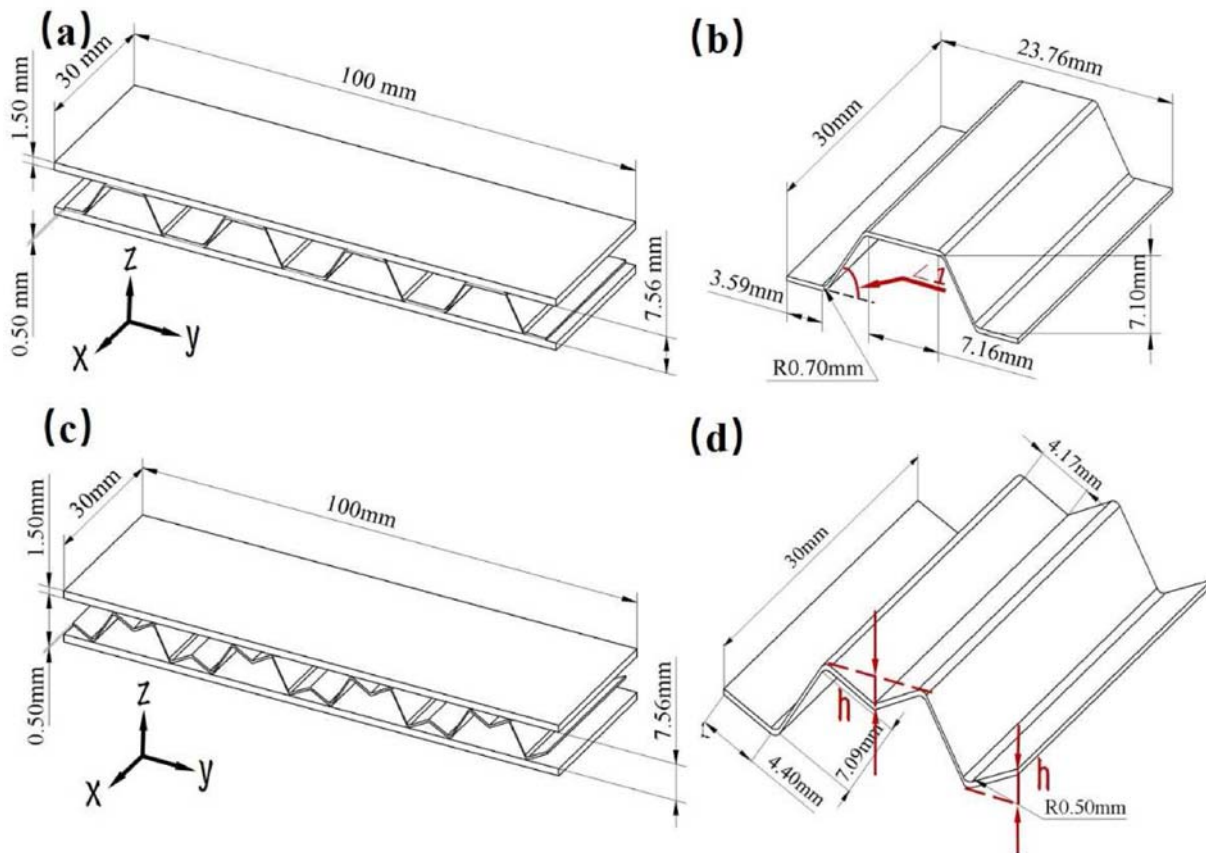 (a)
30 mm
100 mm
1.50 mm
0.50 mm
7.56 mm
z
y
x
(b)
23.76mm
30mm
∠1
3.59mm
7.10mm
7.16mm
R0.70mm
(c)
30mm
100mm
1.50mm
0.50mm
7.56mm
z
y
x
(d)
4.17mm
30mm
h
7.09mm
4.40mm
h
R0.50mm